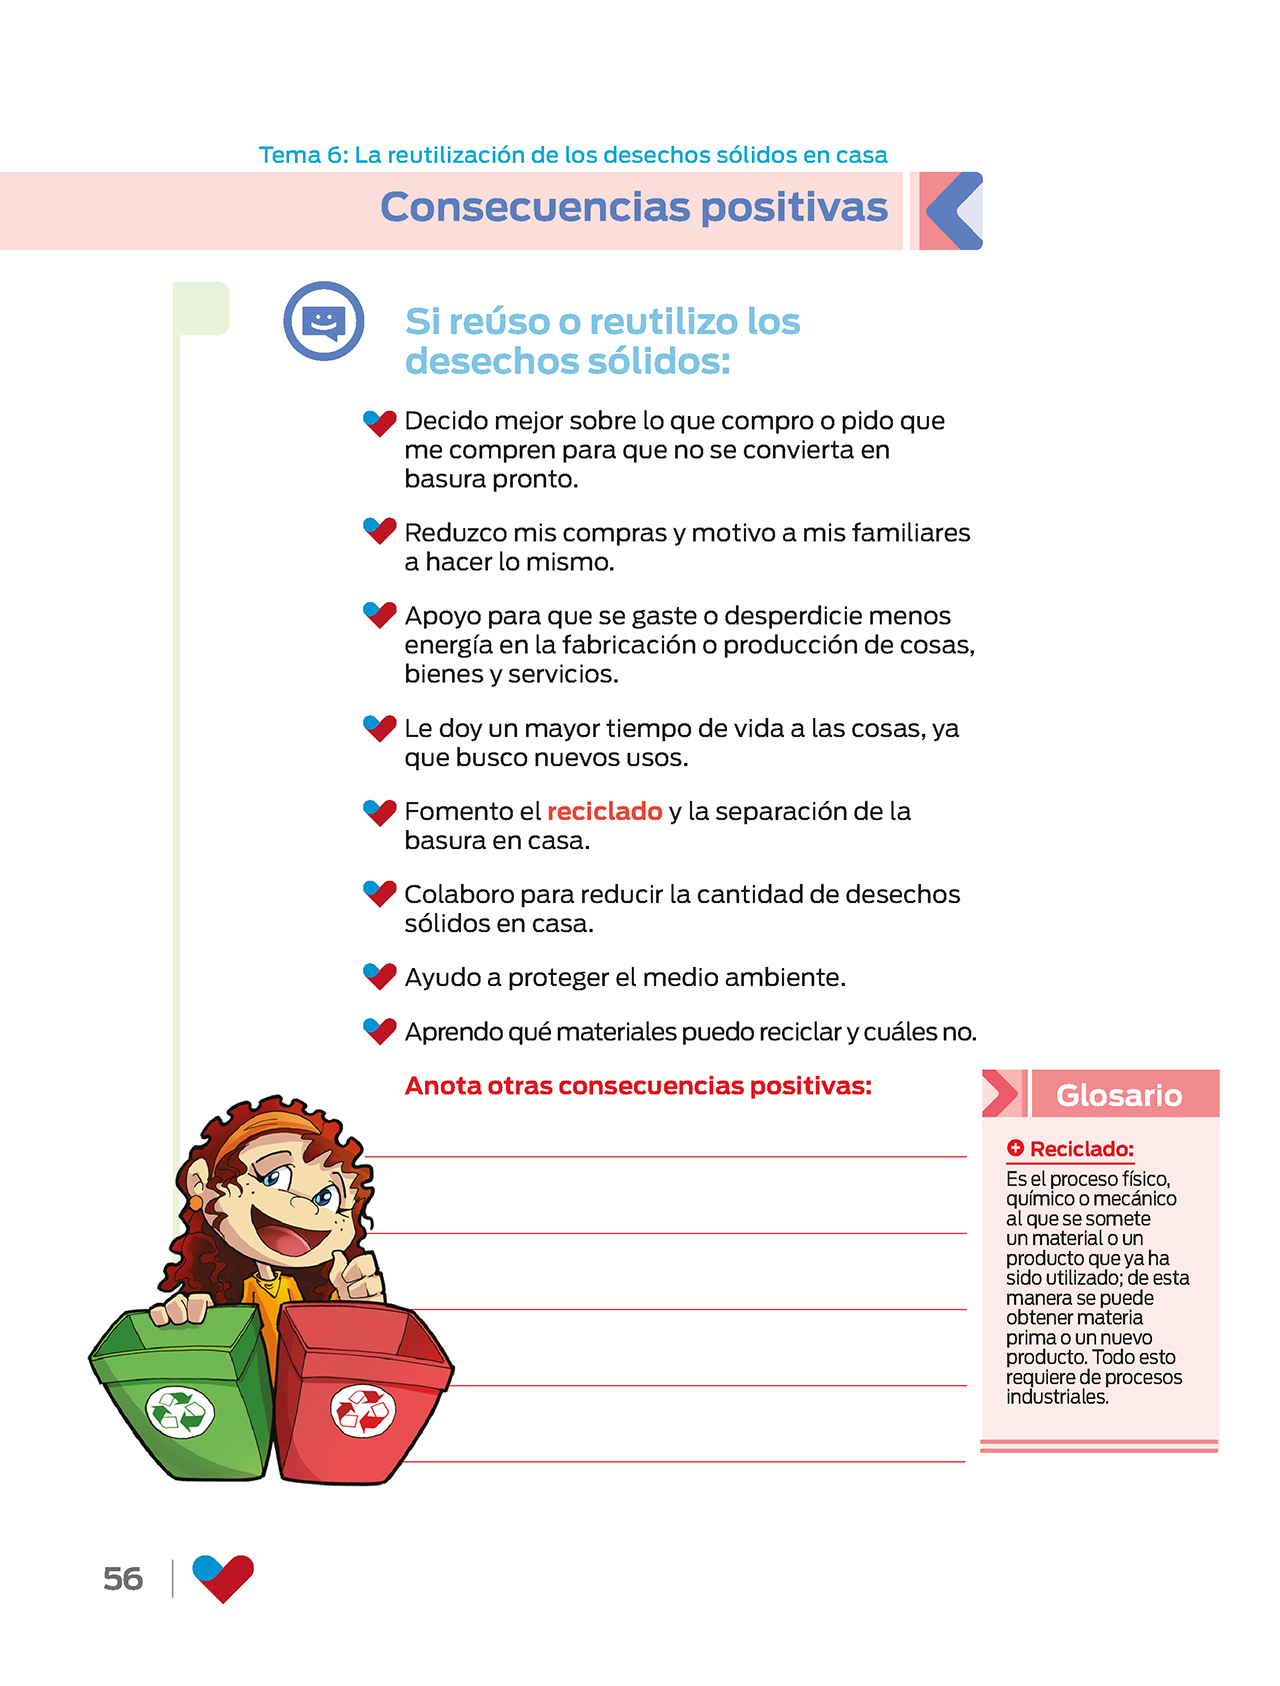 Tema 6: La reutilización de los desechos sólidos en casa
Consecuencias positivas
Si reúso o reutilizo los
desechos sólidos:
Decido mejor sobre lo que compro o pido que
me compren para que no se convierta en
basura pronto.
Reduzco mis compras y motivo a mis familiares
a hacer lo mismo.
Apoyo para que se gaste o desperdicie menos
energía en la fabricación o producción de cosas,
bienes y servicios.
Le doy un mayor tiempo de vida a las cosas, ya
que busco nuevos usos.
Fomento el reciclado y la separación de la
basura en casa.
Colaboro para reducir la cantidad de desechos
sólidos en casa.
Ayudo a proteger el medio ambiente.
Aprendo qué materiales puedo reciclar y cuáles no.
Anota otras consecuencias positivas:
Glosario
Reciclado:
Es el proceso físico,
químico o mecánico
al que se somete
un material o un
producto que ya ha
sido utilizado; de esta
manera se puede
obtener materia
prima o un nuevo
producto. Todo esto
requiere de procesos
industriales.
56